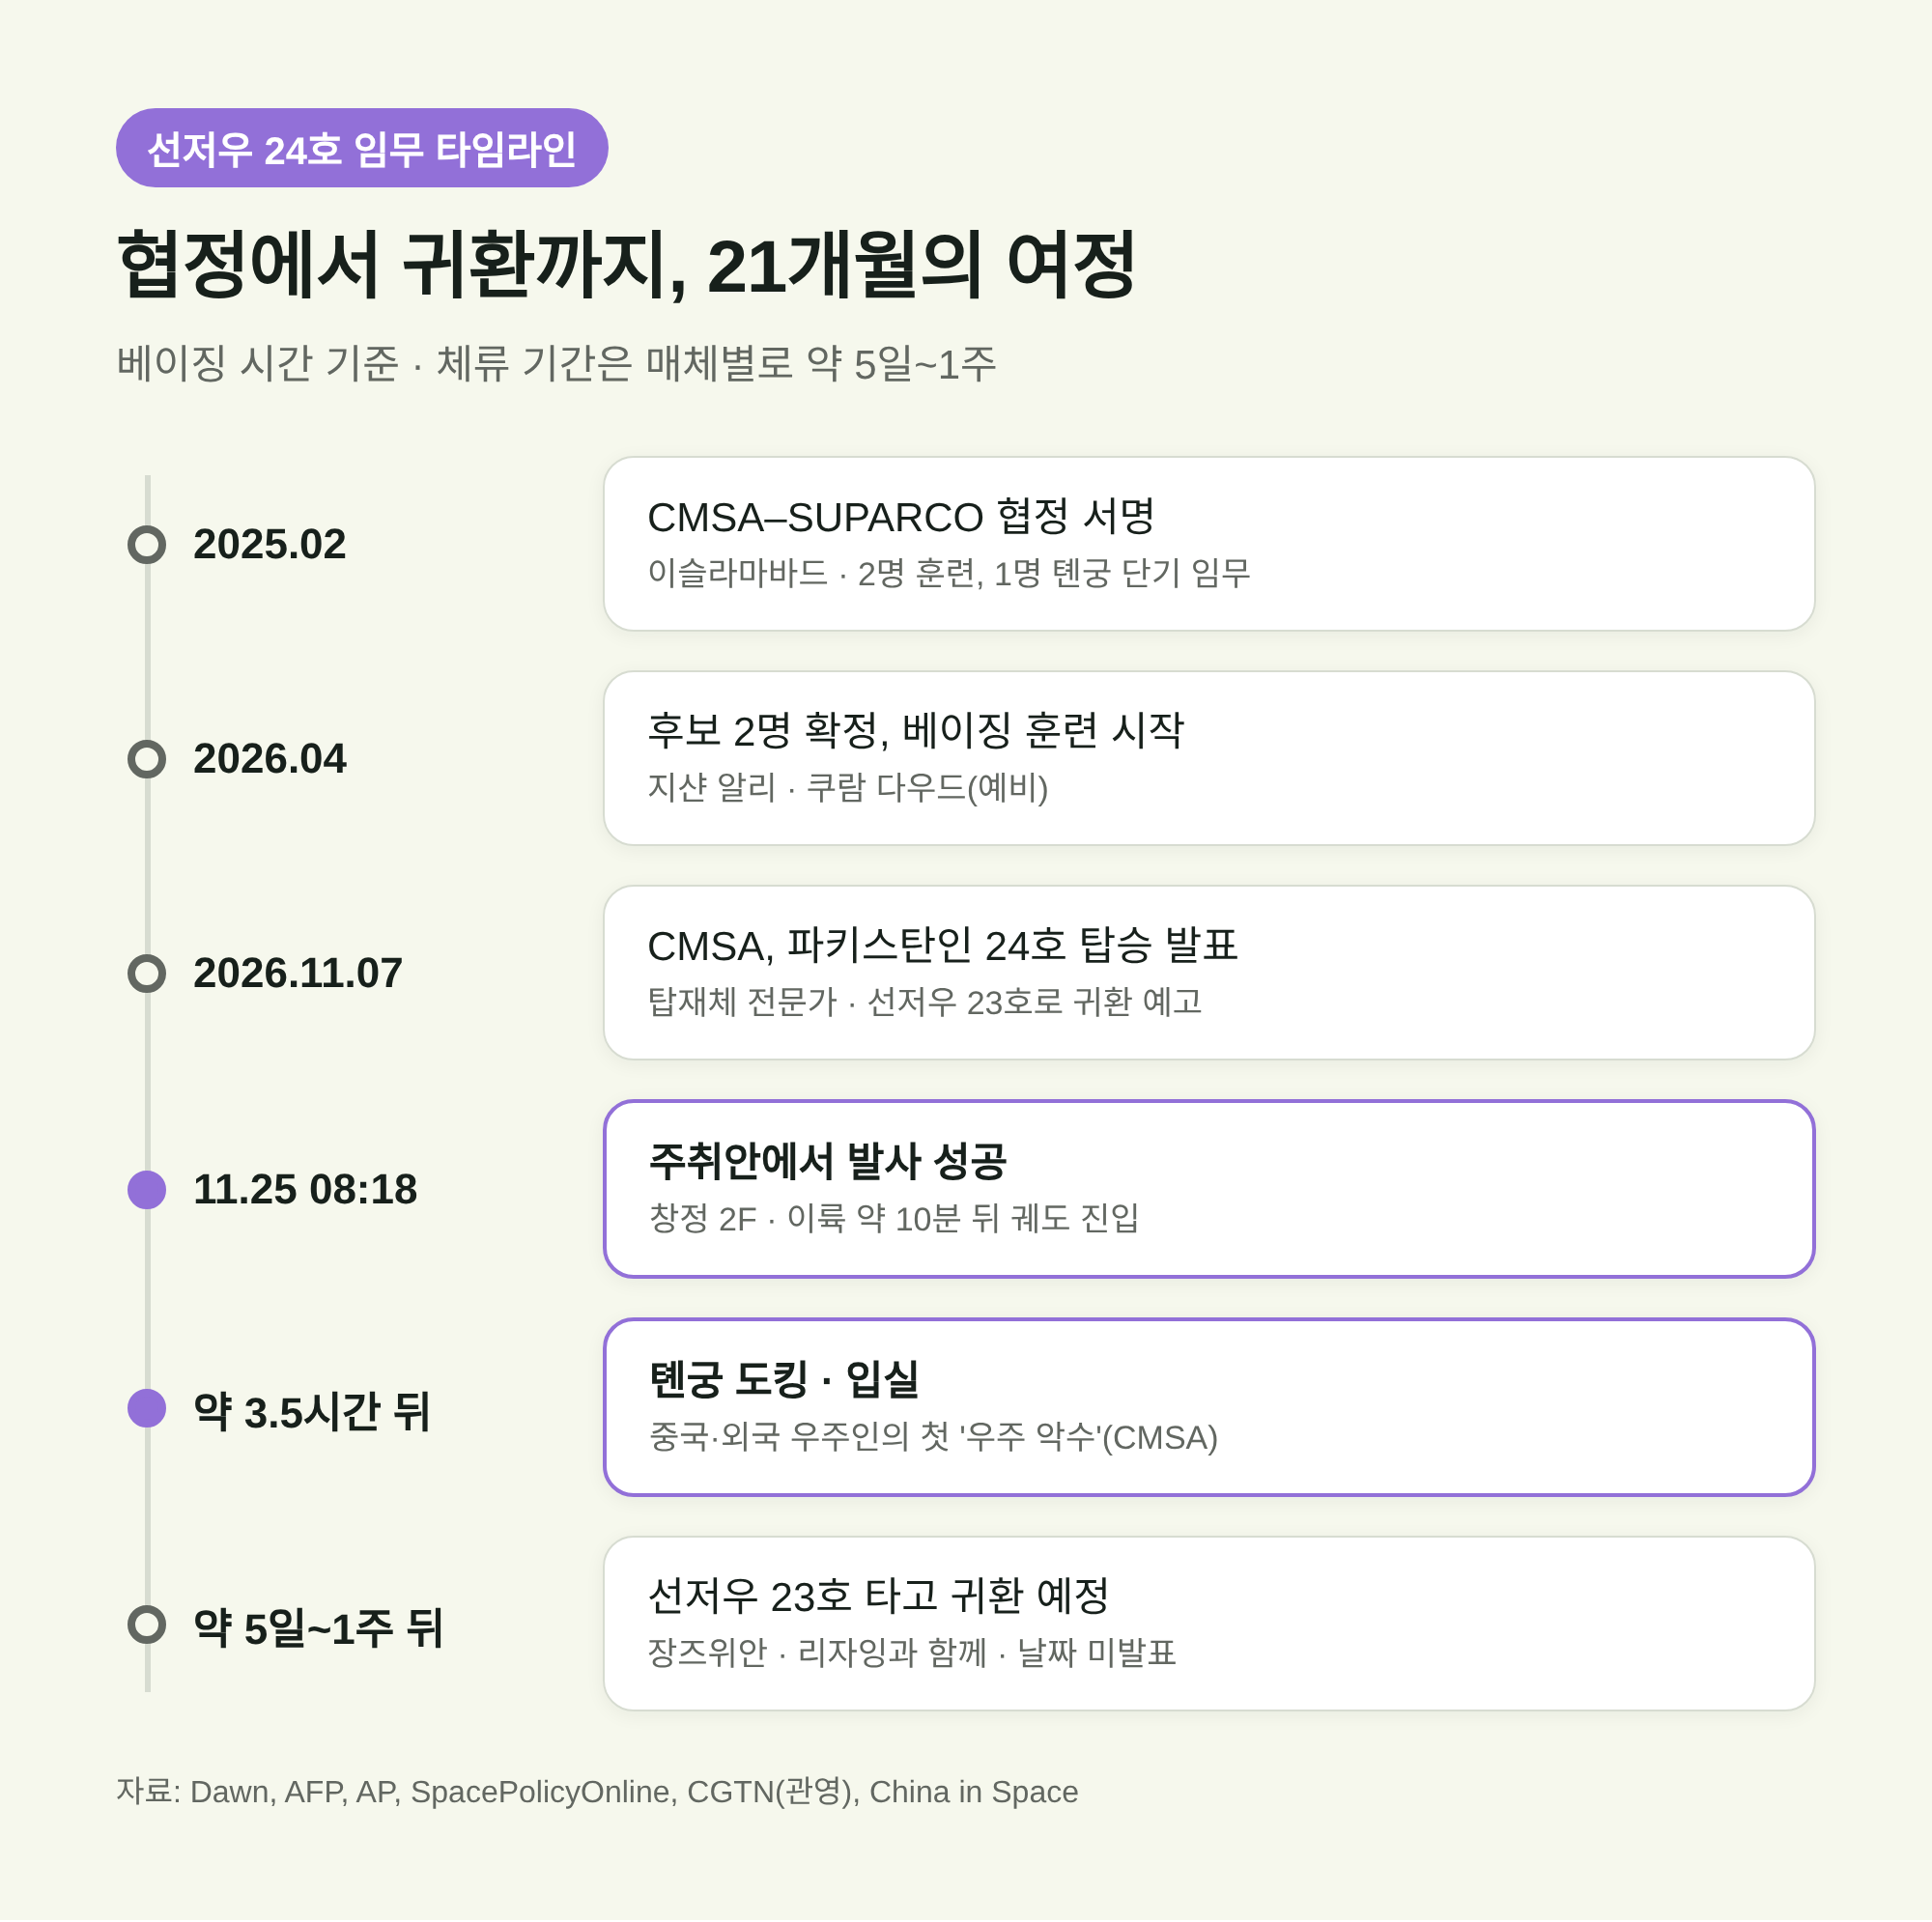 선저우 24호 임무 타임라인
협정에서 귀환까지, 21개월의 여정
베이징 시간 기준 · 체류 기간은 매체별로 약 5일~1주
2025.02
CMSA–SUPARCO 협정 서명
이슬라마바드 · 2명 훈련, 1명 톈궁 단기 임무
2026.04
후보 2명 확정, 베이징 훈련 시작
지샨 알리 · 쿠람 다우드(예비)
2026.11.07
CMSA, 파키스탄인 24호 탑승 발표
탑재체 전문가 · 선저우 23호로 귀환 예고
11.25 08:18
주취안에서 발사 성공
창정 2F · 이륙 약 10분 뒤 궤도 진입
약 3.5시간 뒤
톈궁 도킹 · 입실
중국·외국 우주인의 첫 '우주 악수'(CMSA)
약 5일~1주 뒤
선저우 23호 타고 귀환 예정
장즈위안 · 리자잉과 함께 · 날짜 미발표
자료: Dawn, AFP, AP, SpacePolicyOnline, CGTN(관영), China in Space